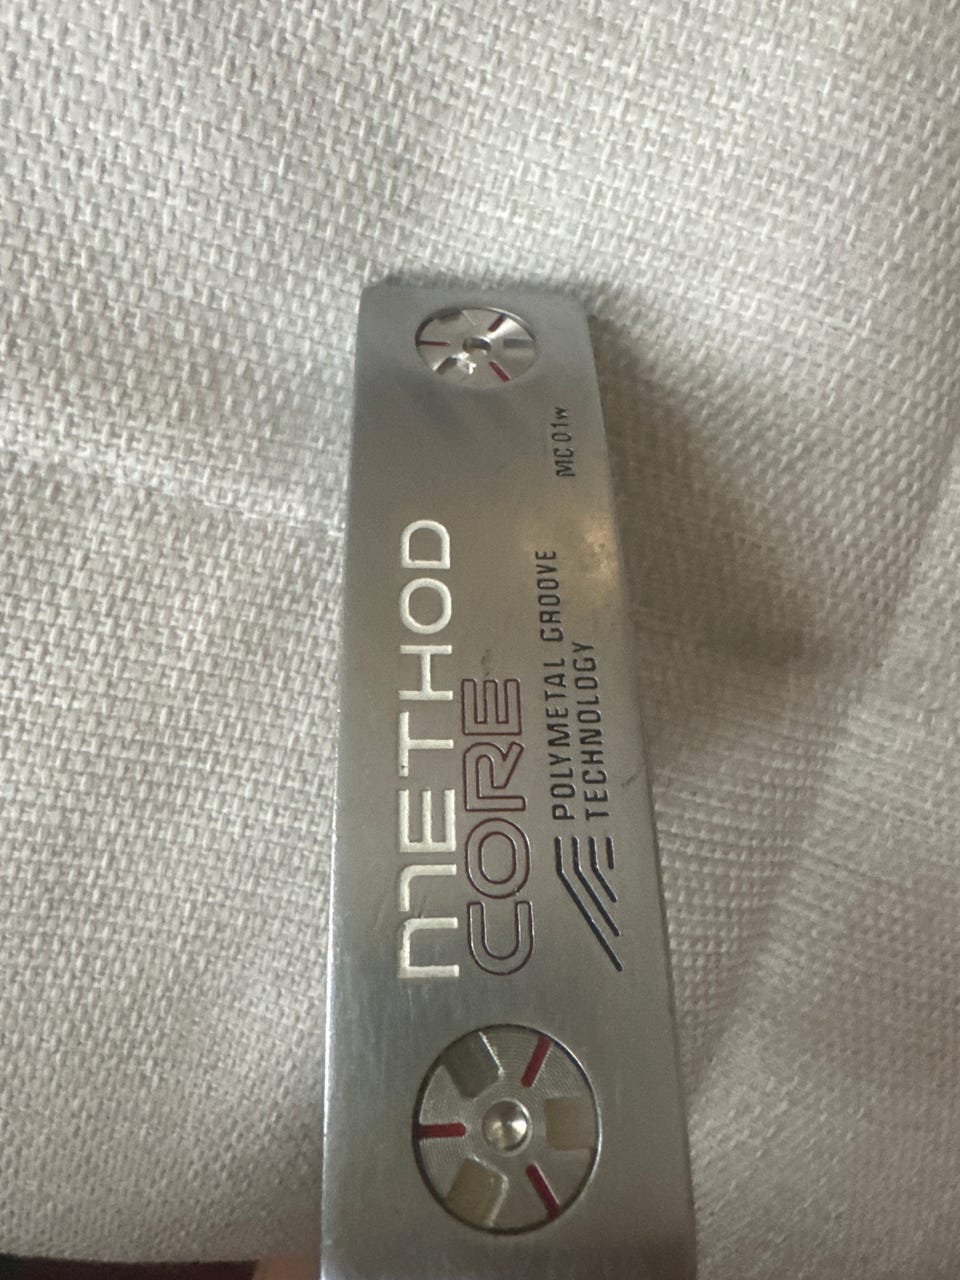 METHOD
CORE
POLYMETAL GROOVE
TECHNOLOGY
MC 01w